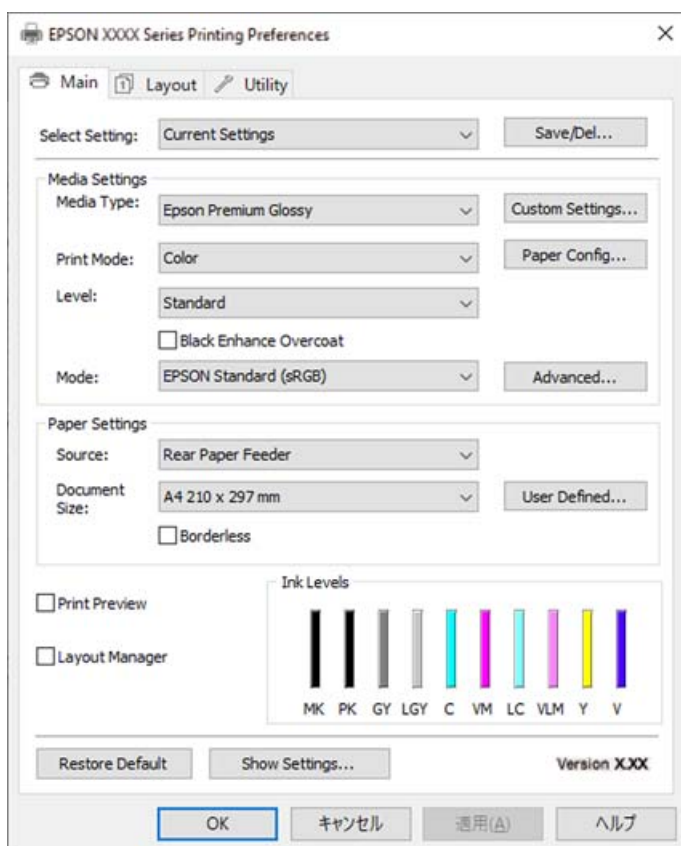 EPSON XXXX Series Printing Preferences
Main Layout Utility
Select Setting: Current Settings Save/Del...
Media Settings
Media Type: Epson Premium Glossy Custom Settings...
Print Mode: Color Paper Config...
Level: Standard
Black Enhance Overcoat
Mode: EPSON Standard (sRGB) Advanced...
Paper Settings
Source: Rear Paper Feeder
Document
Size: A4 210 x 297 mm User Defined...
Borderless
Print Preview
Layout Manager
Ink Levels
MK PK GY LGY C VM LC VLM Y V
Restore Default Show Settings... Version X.XX
OK キャンセル 適用(A) ヘルプ